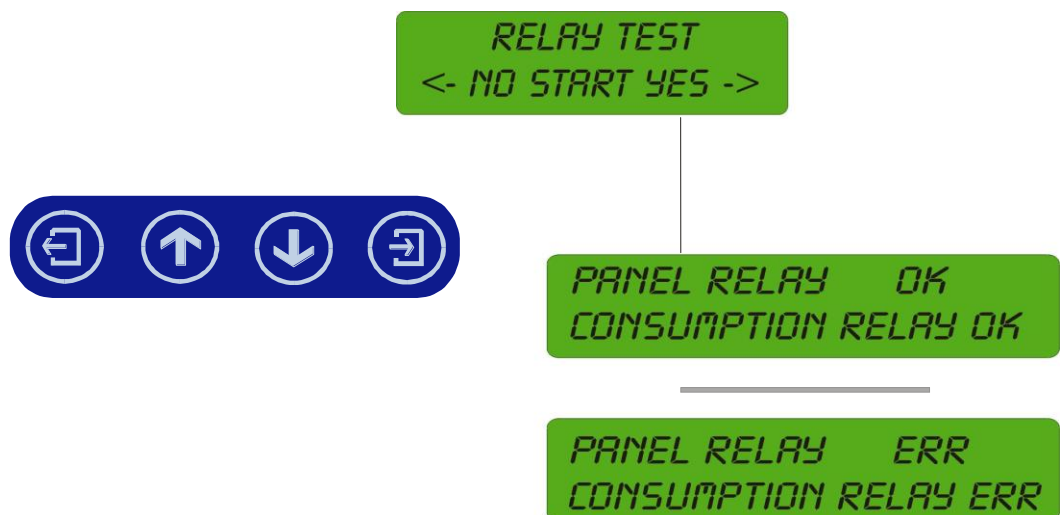 RELAY TEST
<- NO START YES ->
PANEL RELAY OK
CONSUMPTION RELAY OK
PANEL RELAY ERR
CONSUMPTION RELAY ERR